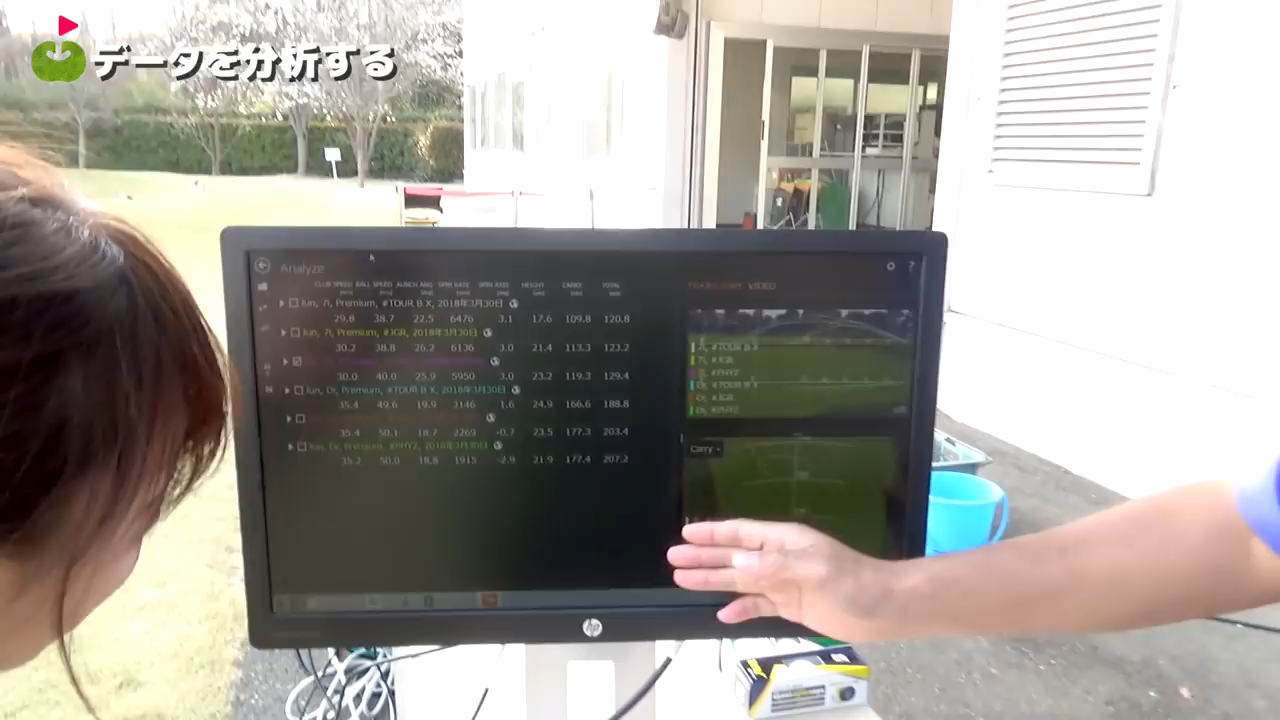 データを分析する
Analyze
CLUB SPEED BALL SPEED LAUNCH ANG. SPIN RATE SPIN AXIS HEIGHT CARRY TOTAL
Jun, 7i, Premium, #TOUR B X, 2018年3月30日
29.8 38.7 22.5 6476 3.1 17.6 109.8 120.8
Jun, 7i, Premium, #JGR, 2018年3月30日
30.2 38.8 26.2 6136 3.0 21.4 113.3 123.2
30.0 40.0 25.9 5950 3.0 23.2 119.3 129.4
Jun, Dr, Premium, #TOUR B X, 2018年3月30日
35.4 49.6 19.9 2146 1.6 24.9 166.6 188.8
35.4 50.1 18.7 2269 -0.7 23.5 177.3 203.4
Jun, Dr, Premium, #PHYZ, 2018年3月30日
35.2 50.0 18.8 1915 -2.9 21.9 177.4 207.2
VIDEO
7i, #TOUR B X
7i, #JGR
7i, #PHYZ
Dr, #TOUR B X
Dr, #JGR
Dr, #PHYZ
Carry
hp